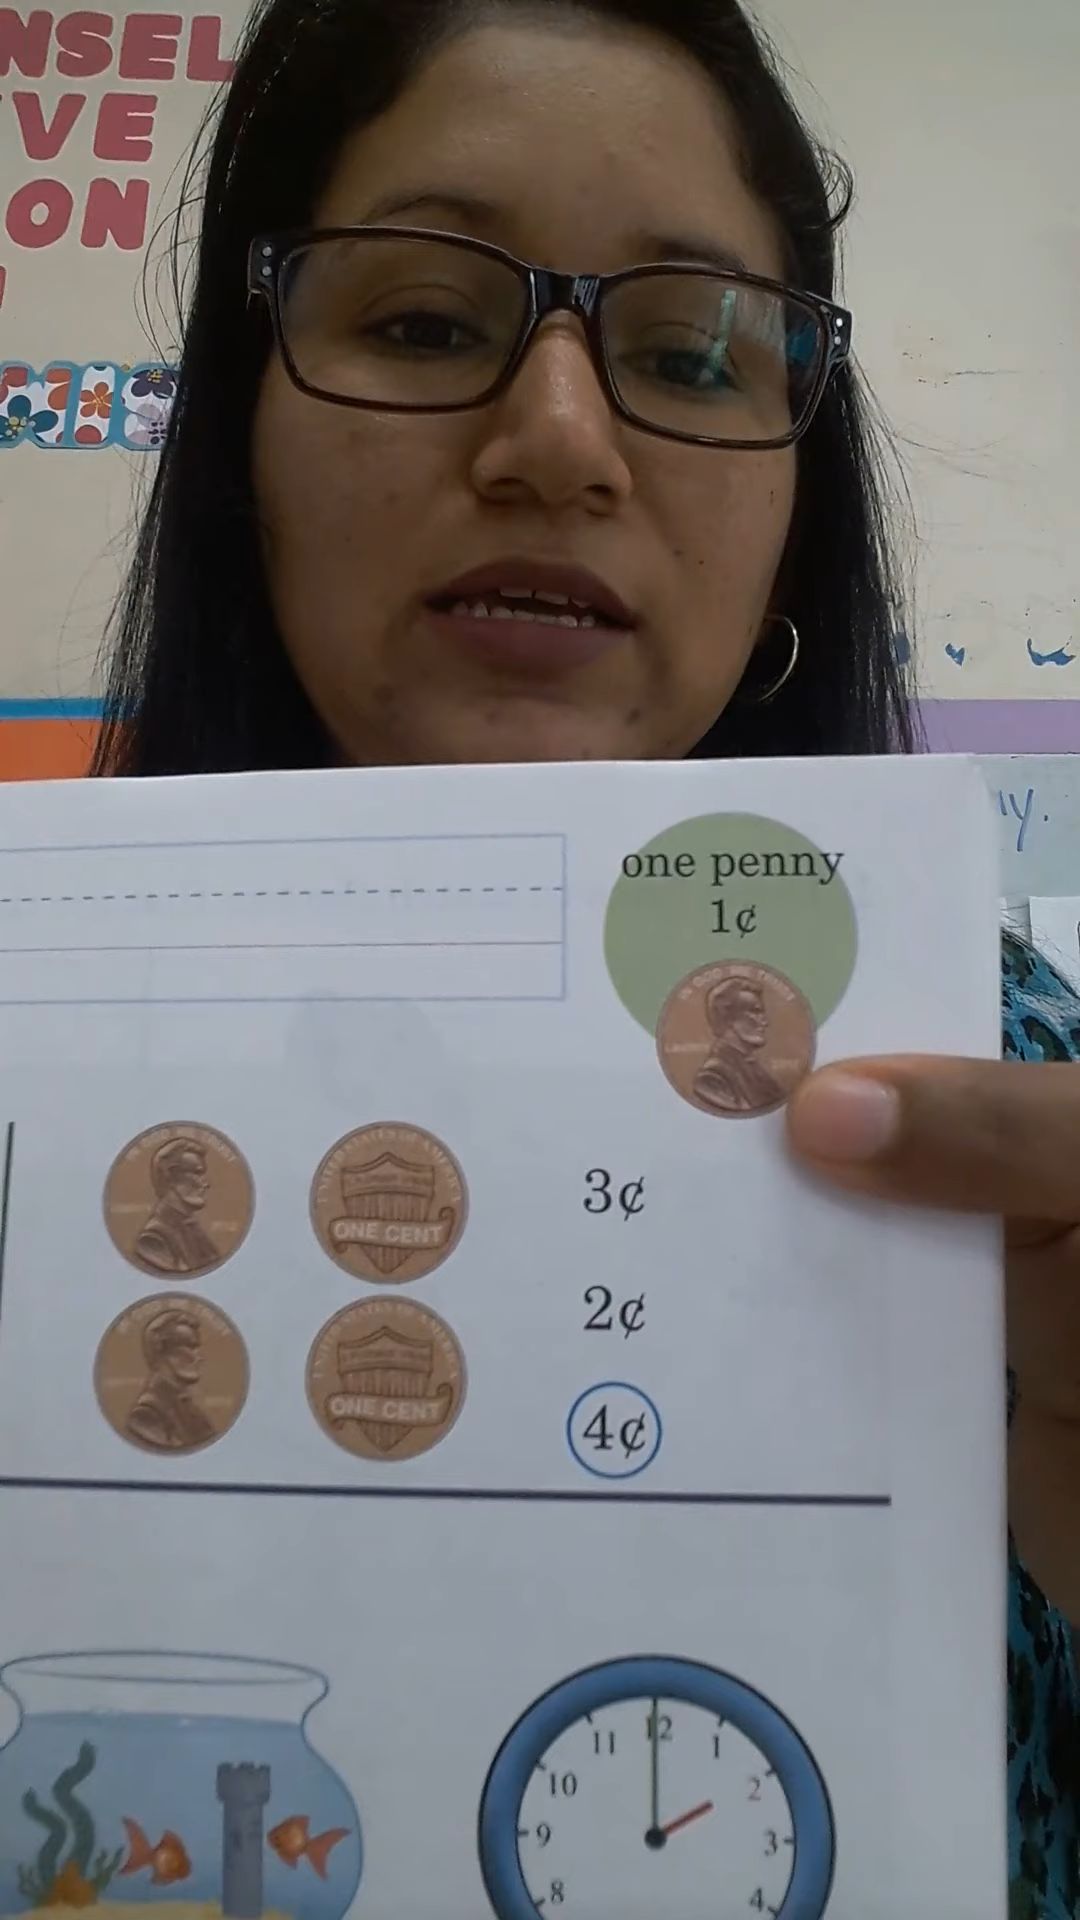 NSEL
VE
ON
y.
one penny
1¢
ONE CENT
3¢
2¢
ONE CENT
4¢
11 12 1
10 2
9 3
8 4